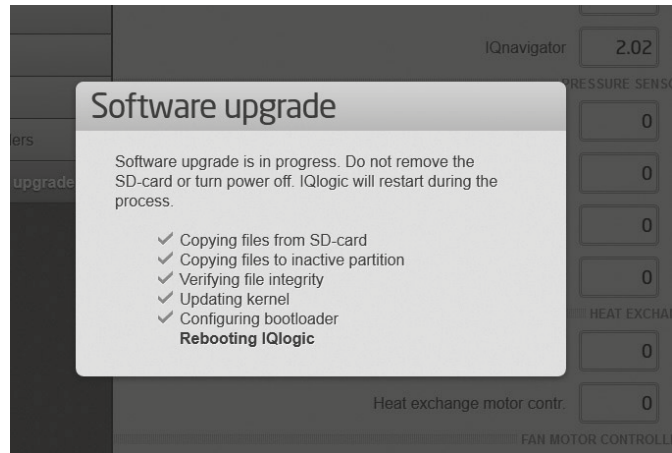 IQnavigator 2.02
PRESSURE SENSO
0
ers
0
upgrade
0
0
HEAT EXCHAN
0
Heat exchange motor contr. 0
FAN MOTOR CONTROLL
Software upgrade
Software upgrade is in progress. Do not remove the
SD-card or turn power off. IQlogic will restart during the
process.
Copying files from SD-card
Copying files to inactive partition
Verifying file integrity
Updating kernel
Configuring bootloader
Rebooting IQlogic